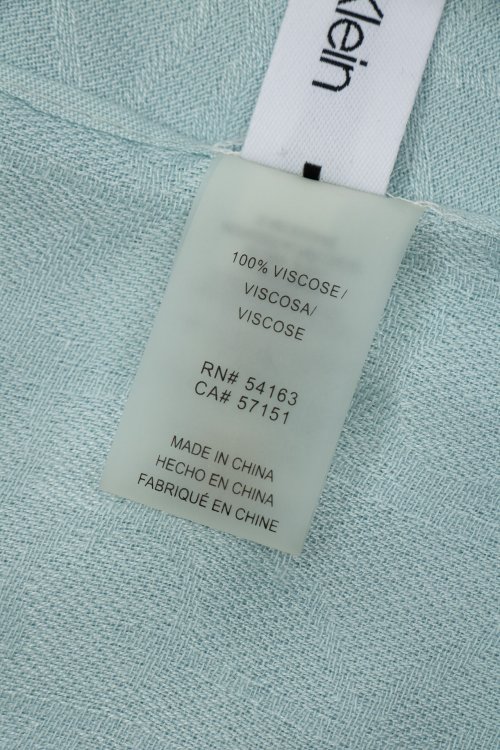 Klein
100% VISCOSE/
VISCOSA/
VISCOSE
RN# 54163
CA# 57151
MADE IN CHINA
HECHO EN CHINA
FABRIQUÉ EN CHINE